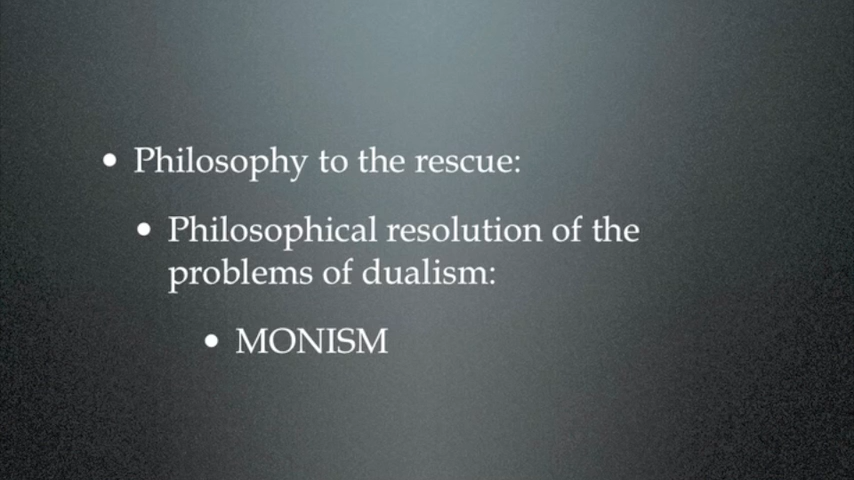 • Philosophy to the rescue:
• Philosophical resolution of the
problems of dualism:
• MONISM